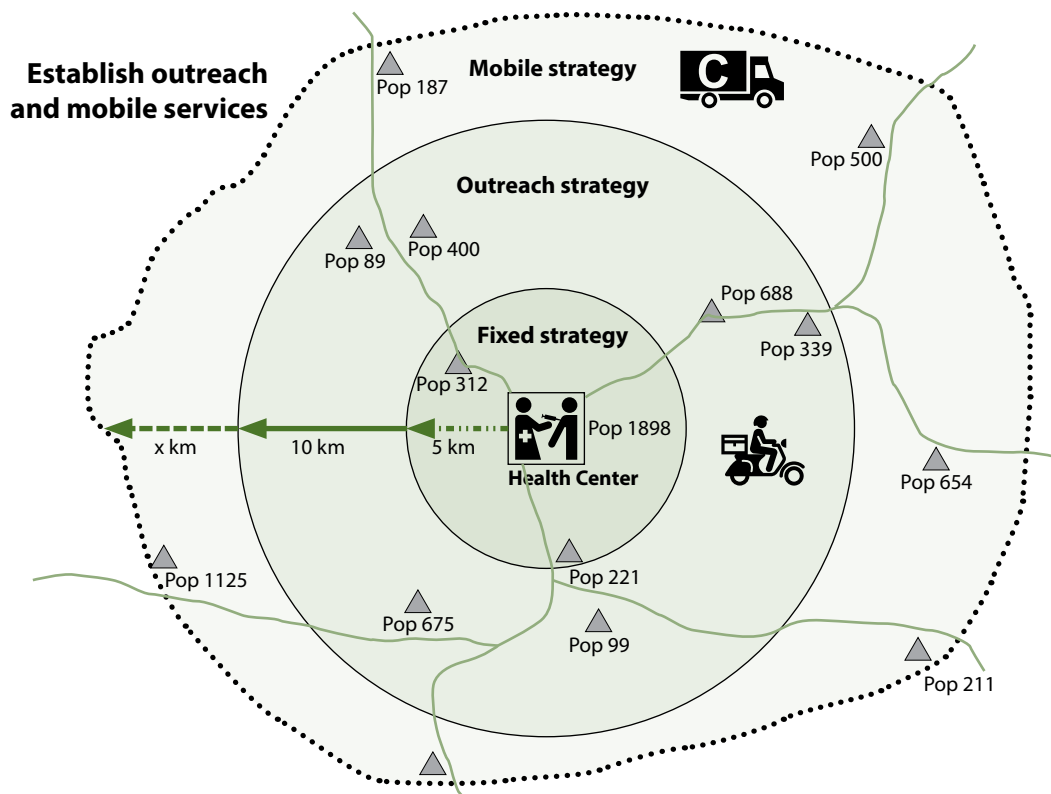 Establish outreach
and mobile services
Mobile strategy
C
Pop 187
Pop 500
Outreach strategy
Pop 400
Pop 89
Pop 688
Fixed strategy
Pop 339
Pop 312
Pop 1898
x km
10 km
5 km
Health Center
Pop 654
Pop 221
Pop 1125
Pop 675
Pop 99
Pop 211